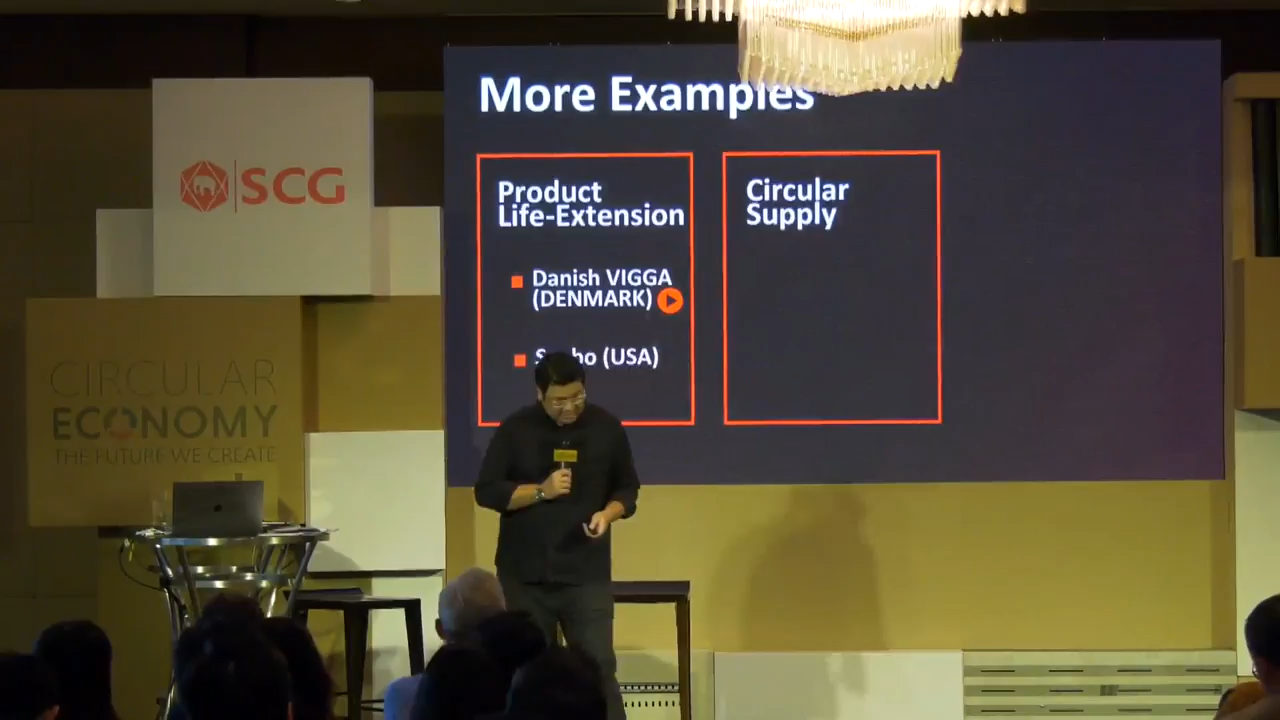 More Examples
SCG
Product
Life-Extension
Circular
Supply
Danish VIGGA
(DENMARK)
(USA)
CIRCULAR
ECONOMY
THE FUTURE WE CREATE